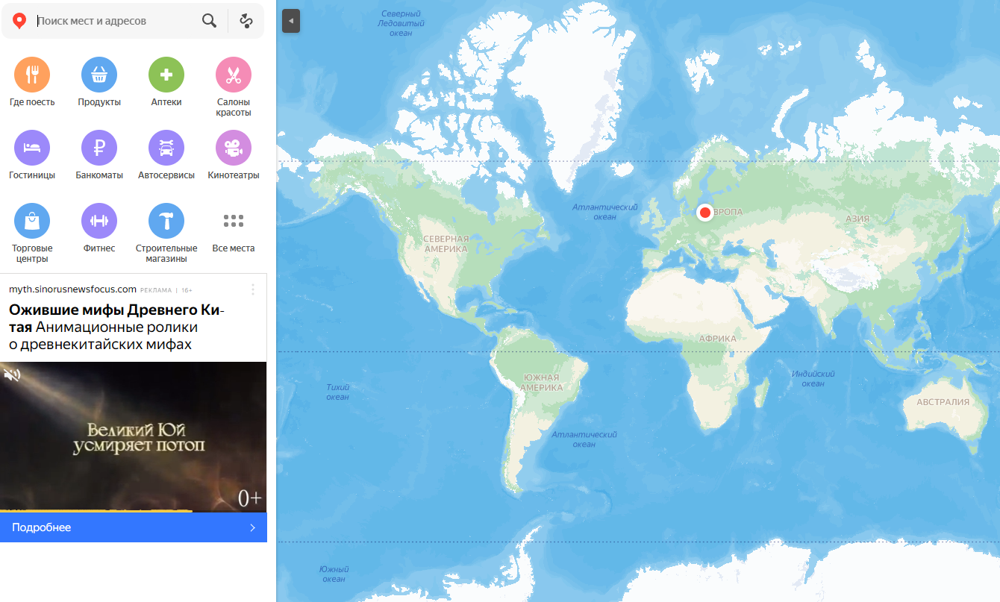 Поиск мест и адресов
Где поесть
Продукты
Аптеки
Салоны
красоты
Гостиницы
Банкоматы
Автосервисы
Кинотеатры
Торговые
центры
Фитнес
Строительные
магазины
Все места
myth.sinorusnewsfocus.com РЕКЛАМА | 16+
Ожившие мифы Древнего Ки-
тая Анимационные ролики
о древнекитайских мифах
Великий Юй
усмиряет потоп
0+
Подробнее
Северный
Ледовитый
океан
Атлантический
океан
ВРОПА
АЗИЯ
СЕВЕРНАЯ
АМЕРИКА
АФРИКА
ЮЖНАЯ
АМЕРИКА
Тихий
океан
Индийский
океан
АВСТРАЛИЯ
Атлантический
океан
Южный
океан